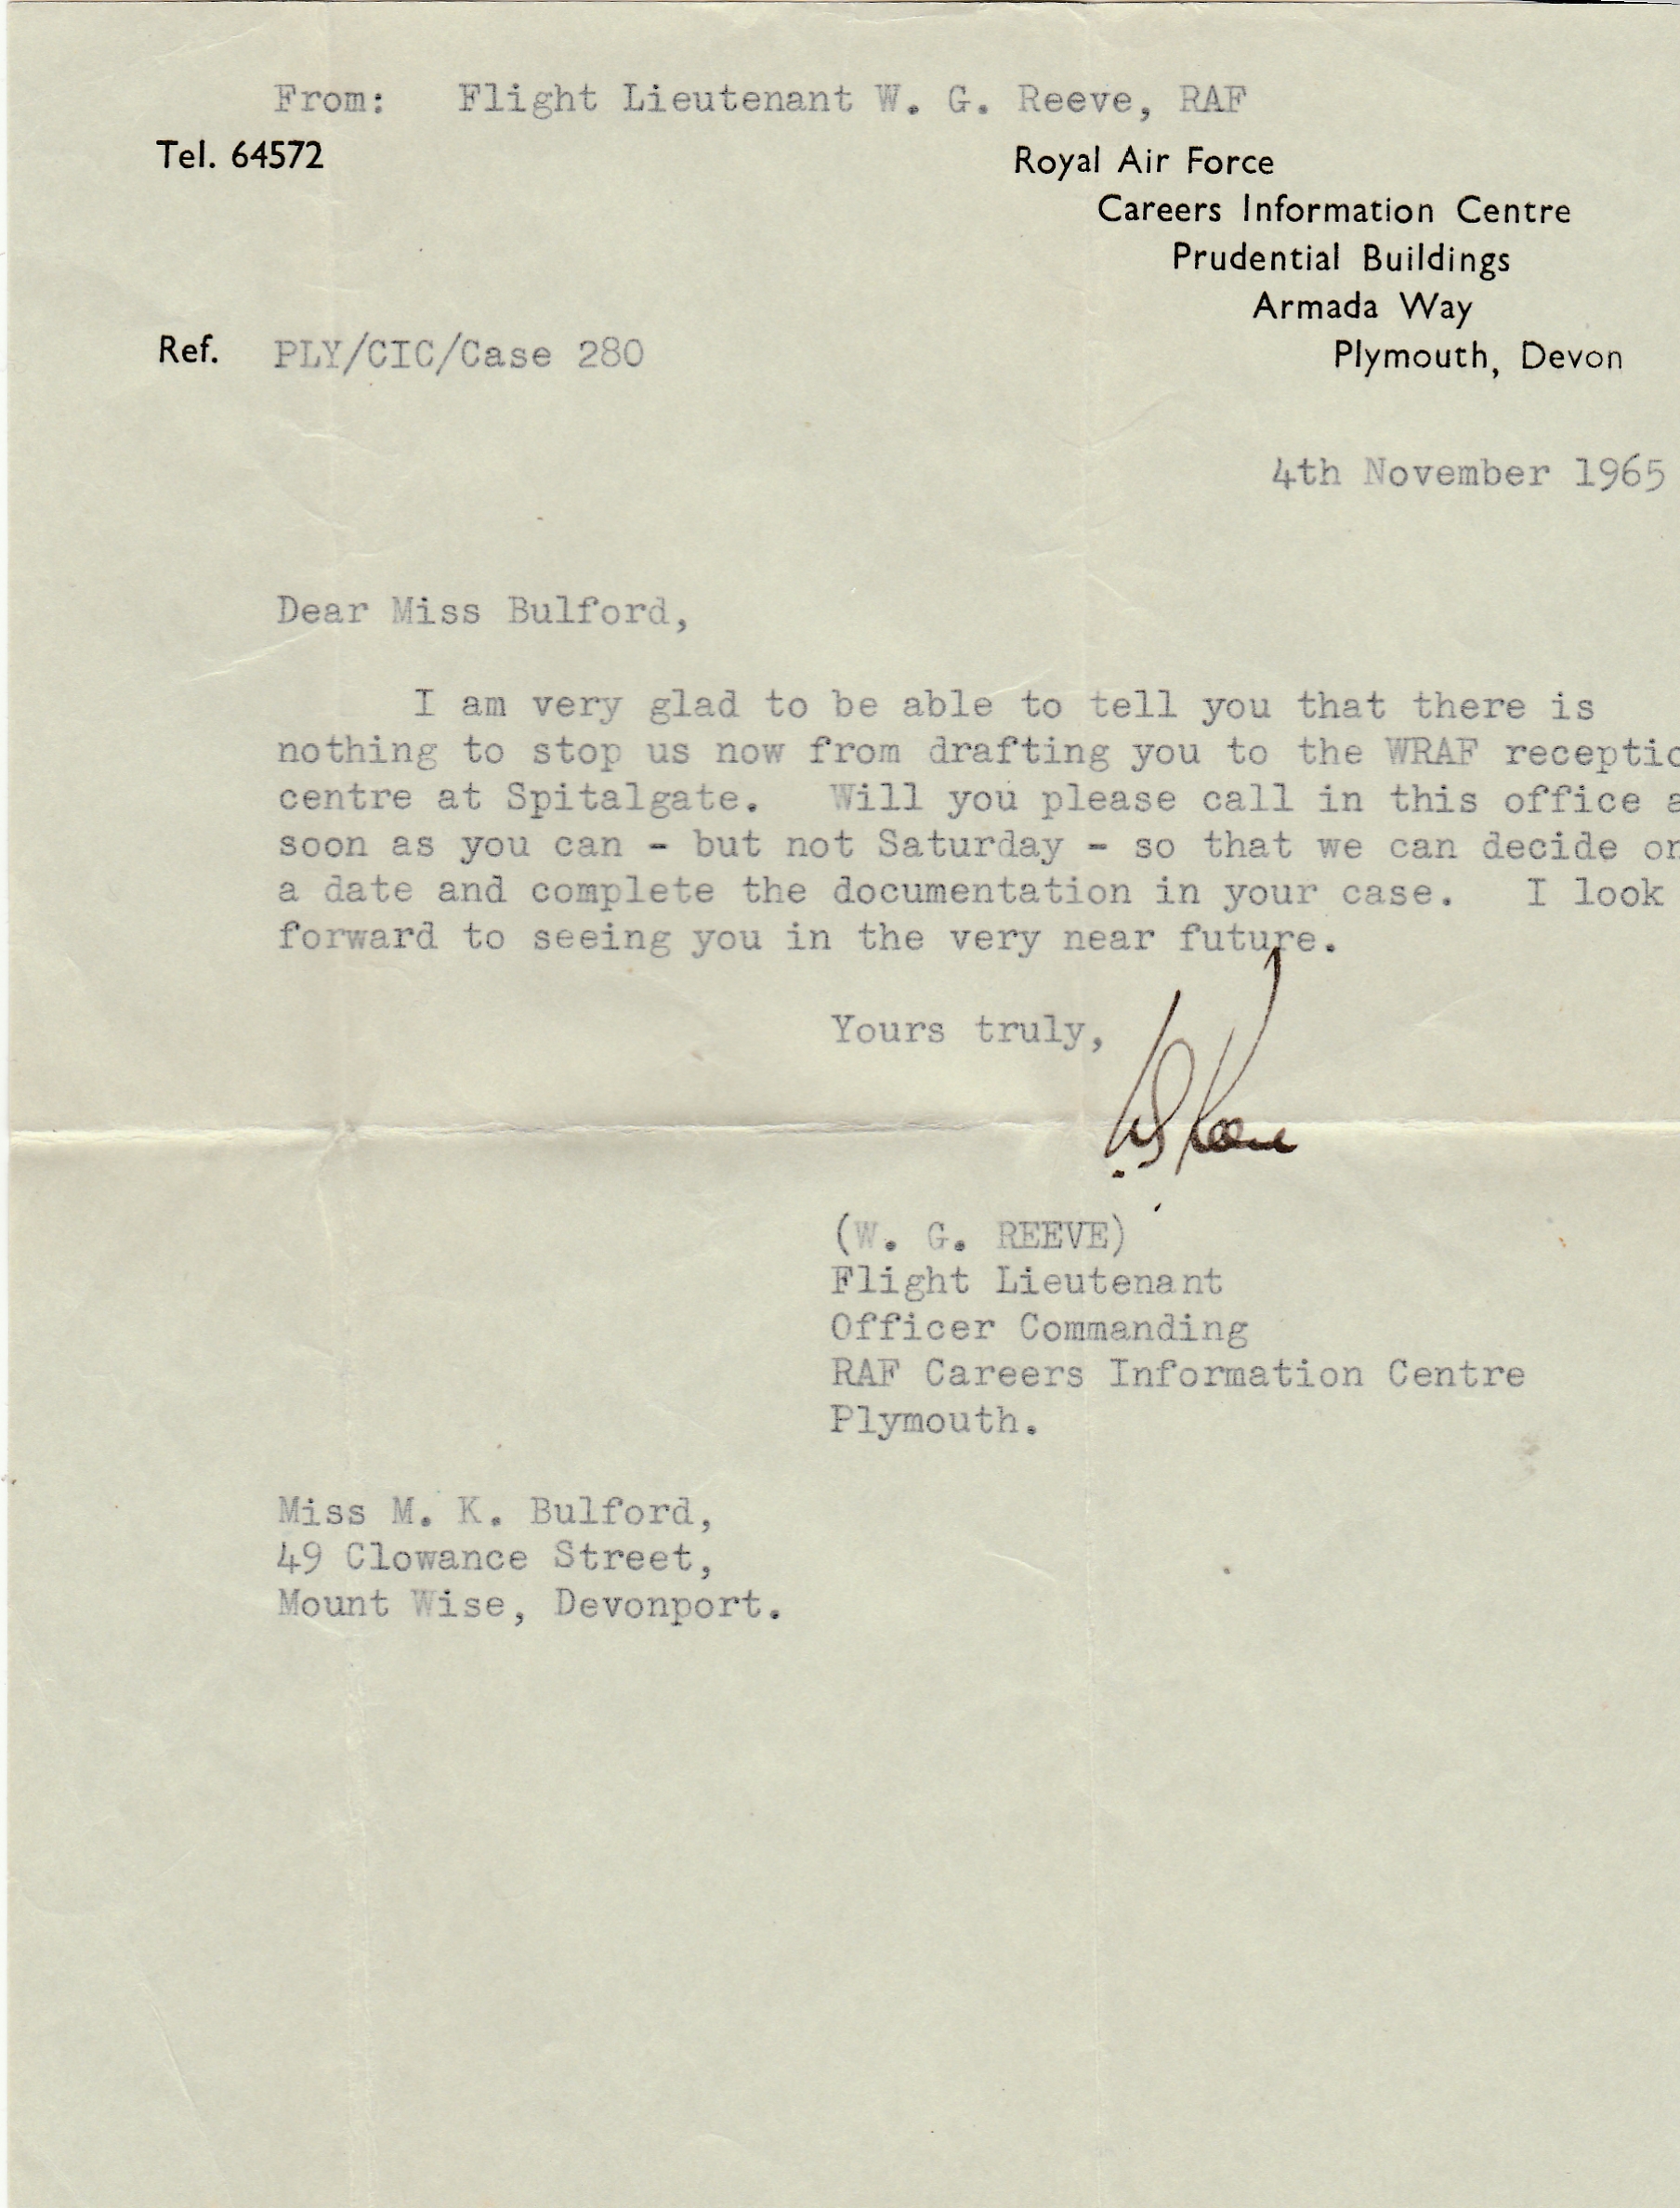 From: Flight Lieutenant W. G. Reeve, RAF
Tel. 64572
Royal Air Force
Careers Information Centre
Prudential Buildings
Armada Way
Plymouth, Devon
Ref. PLY/CIC/Case 280
4th November 1965
Dear Miss Bulford,
I am very glad to be able to tell you that there is
nothing to stop us now from drafting you to the WRAF receptio
centre at Spitalgate. Will you please call in this office a
soon as you can - but not Saturday - so that we can decide on
a date and complete the documentation in your case. I look
forward to seeing you in the very near future.
Yours truly,
W. G. Reeve
(W. G. REEVE)
Flight Lieutenant
Officer Commanding
RAF Careers Information Centre
Plymouth.
Miss M. K. Bulford,
49 Clowance Street,
Mount Wise, Devonport.